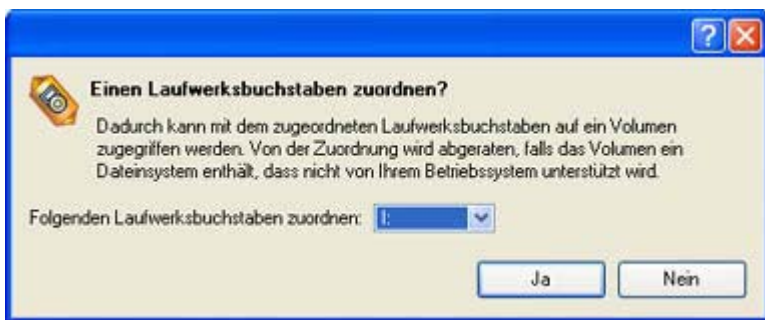 Einen Laufwerksbuchstaben zuordnen?
Dadurch kann mit dem zugeordneten Laufwerksbuchstaben auf ein Volumen
zugegriffen werden. Von der Zuordnung wird abgeraten, falls das Volumen ein
Dateinsystem enthält, dass nicht von Ihrem Betriebssystem unterstützt wird.
Folgenden Laufwerksbuchstaben zuordnen: I:
Ja Nein